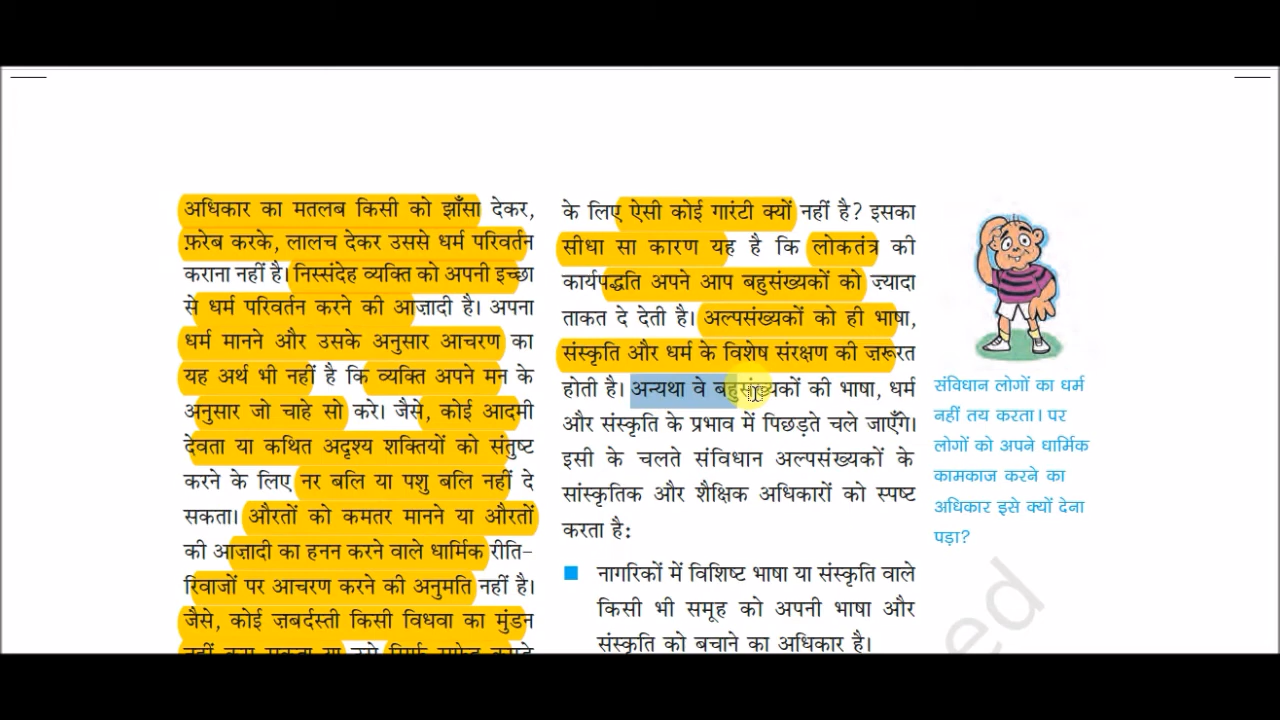 अधिकार का मतलब किसी को झाँसा देकर,
फ़रेब करके, लालच देकर उससे धर्म परिवर्तन
कराना नहीं है। निस्संदेह व्यक्ति को अपनी इच्छा
से धर्म परिवर्तन करने की आज़ादी है। अपना
धर्म मानने और उसके अनुसार आचरण का
यह अर्थ भी नहीं है कि व्यक्ति अपने मन के
अनुसार जो चाहे सो करे। जैसे, कोई आदमी
देवता या कथित अदृश्य शक्तियों को संतुष्ट
करने के लिए नर बलि या पशु बलि नहीं दे
सकता। औरतों को कमतर मानने या औरतों
की आज़ादी का हनन करने वाले धार्मिक रीति–
रिवाजों पर आचरण करने की अनुमति नहीं है।
जैसे, कोई ज़बर्दस्ती किसी विधवा का मुंडन
के लिए ऐसी कोई गारंटी क्यों नहीं है? इसका
सीधा सा कारण यह है कि लोकतंत्र की
कार्यपद्धति अपने आप बहुसंख्यकों को ज़्यादा
ताकत दे देती है। अल्पसंख्यकों को ही भाषा,
संस्कृति और धर्म के विशेष संरक्षण की ज़रूरत
होती है। अन्यथा वे बहुसंख्यकों की भाषा, धर्म
और संस्कृति के प्रभाव में पिछड़ते चले जाएँगे।
इसी के चलते संविधान अल्पसंख्यकों के
सांस्कृतिक और शैक्षिक अधिकारों को स्पष्ट
करता है:
नागरिकों में विशिष्ट भाषा या संस्कृति वाले
किसी भी समूह को अपनी भाषा और
संस्कृति को बचाने का अधिकार है।
संविधान लोगों का धर्म
नहीं तय करता। पर
लोगों को अपने धार्मिक
कामकाज करने का
अधिकार इसे क्यों देना
पड़ा?